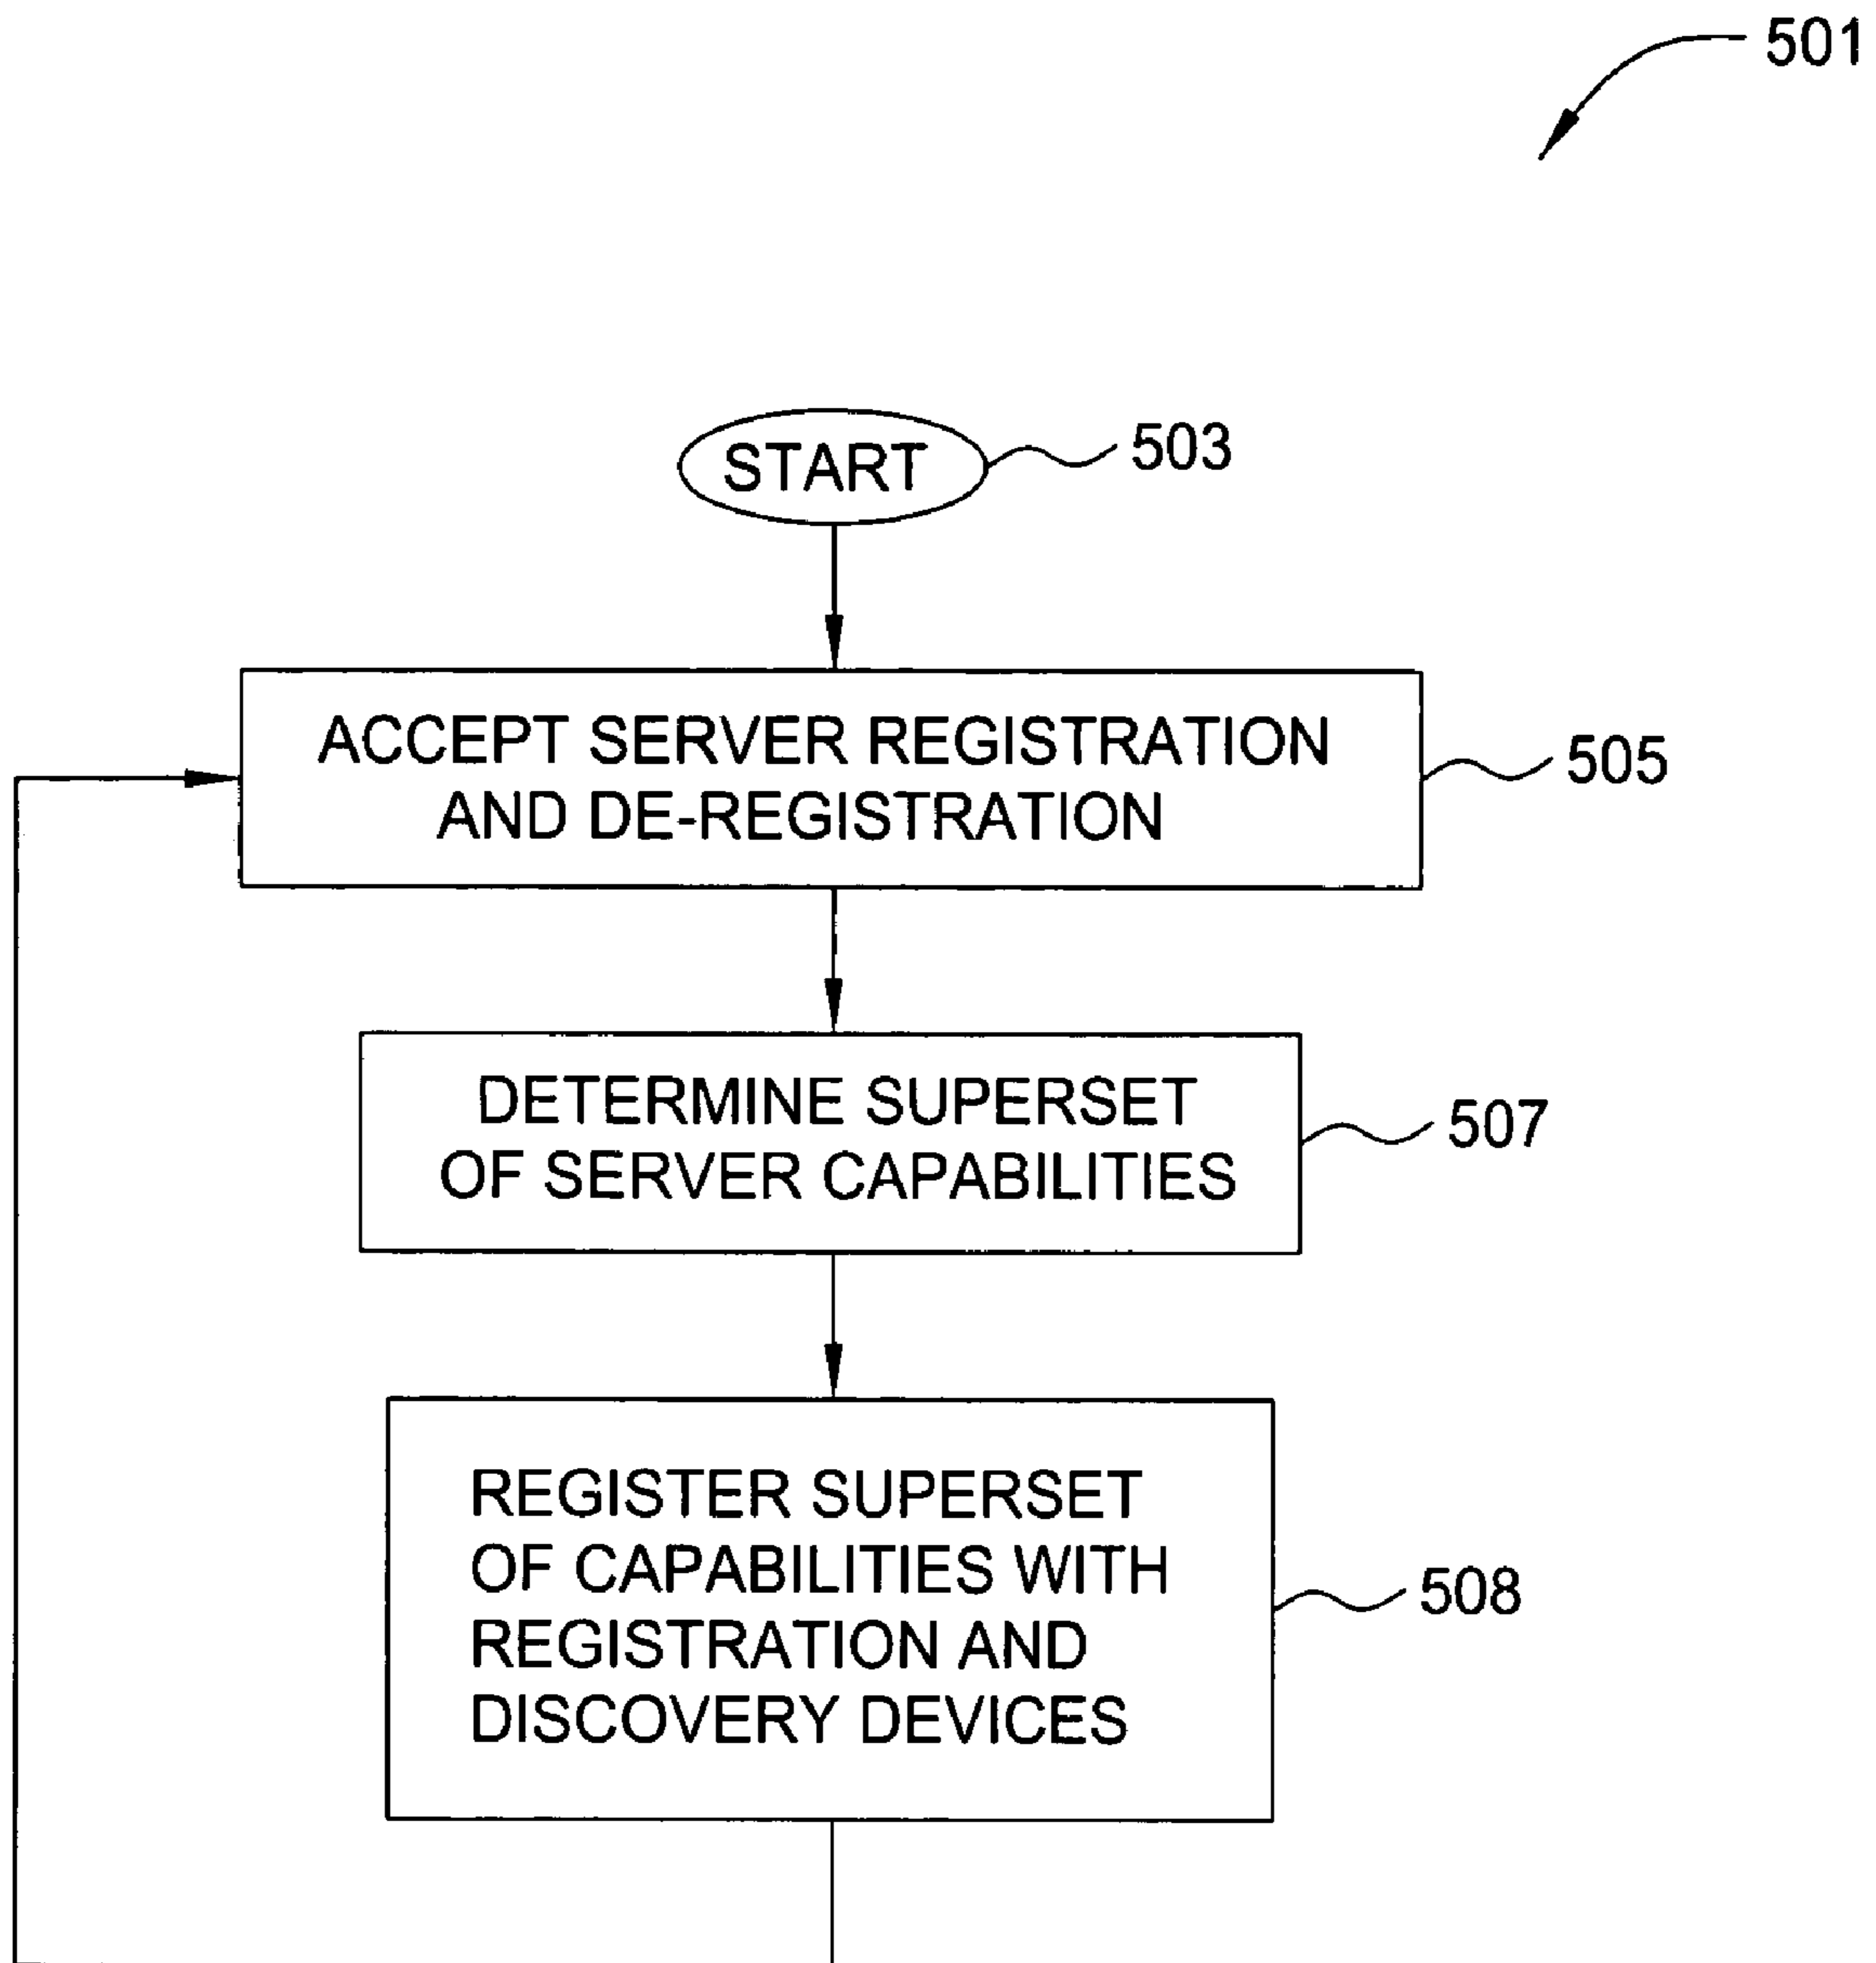 501
START
503
ACCEPT SERVER REGISTRATION
AND DE-REGISTRATION
505
DETERMINE SUPERSET
OF SERVER CAPABILITIES
507
REGISTER SUPERSET
OF CAPABILITIES WITH
REGISTRATION AND
DISCOVERY DEVICES
508